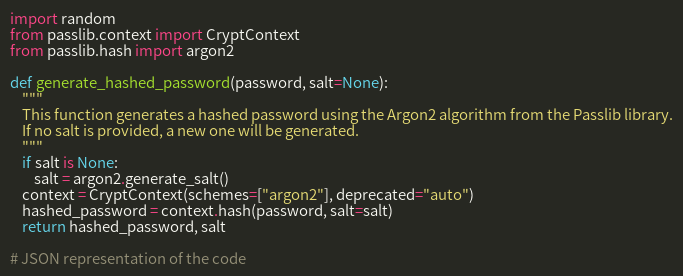 import random
from passlib.context import CryptContext
from passlib.hash import argon2

def generate_hashed_password(password, salt=None):
    """
    This function generates a hashed password using the Argon2 algorithm from the Passlib library.
    If no salt is provided, a new one will be generated.
    """
    if salt is None:
        salt = argon2.generate_salt()
    context = CryptContext(schemes=["argon2"], deprecated="auto")
    hashed_password = context.hash(password, salt=salt)
    return hashed_password, salt

# JSON representation of the code